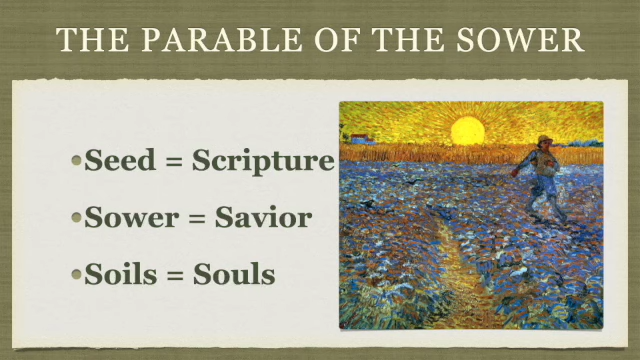 THE PARABLE OF THE SOWER
•Seed = Scripture
•Sower = Savior
•Soils = Souls